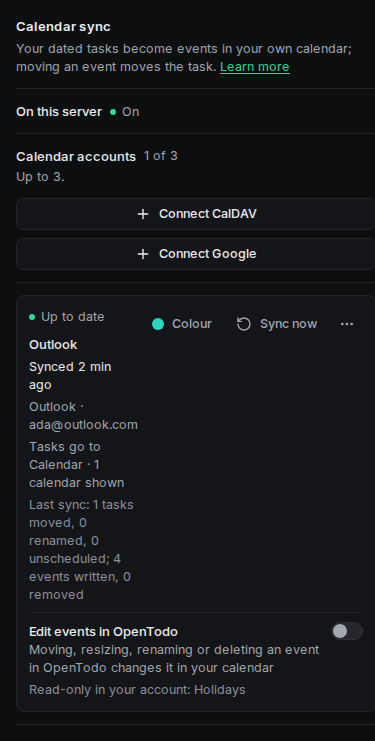 Calendar sync
Your dated tasks become events in your own calendar;
moving an event moves the task. Learn more
On this server On
Calendar accounts 1 of 3
Up to 3.
Connect CalDAV
Connect Google
Up to date
Colour
Sync now
Outlook
Synced 2 min
ago
Outlook ·
ada@outlook.com
Tasks go to
Calendar · 1
calendar shown
Last sync: 1 tasks
moved, 0
renamed, 0
unscheduled; 4
events written, 0
removed
Edit events in OpenTodo
Moving, resizing, renaming or deleting an event
in OpenTodo changes it in your calendar
Read-only in your account: Holidays